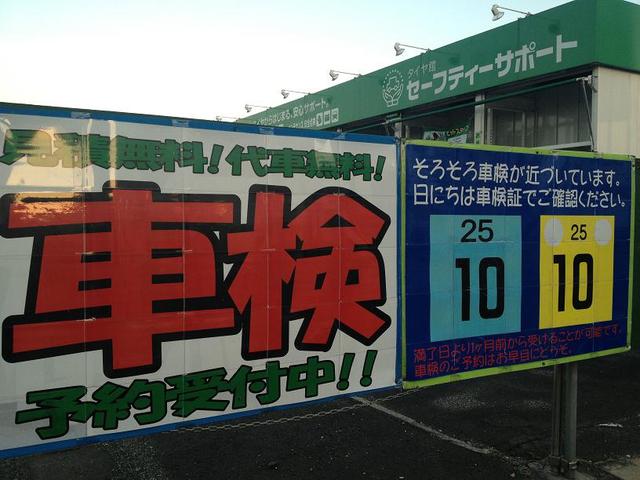 タイヤ館
セーフティーサポート
見積無料!代車無料!
車検
予約受付中!!
そろそろ車検が近づいています。
日にちは車検証でご確認ください。
25
10
25
10
満了日より1ヶ月前から受けることが可能です。
車検のご予約はお早目にどうぞ。